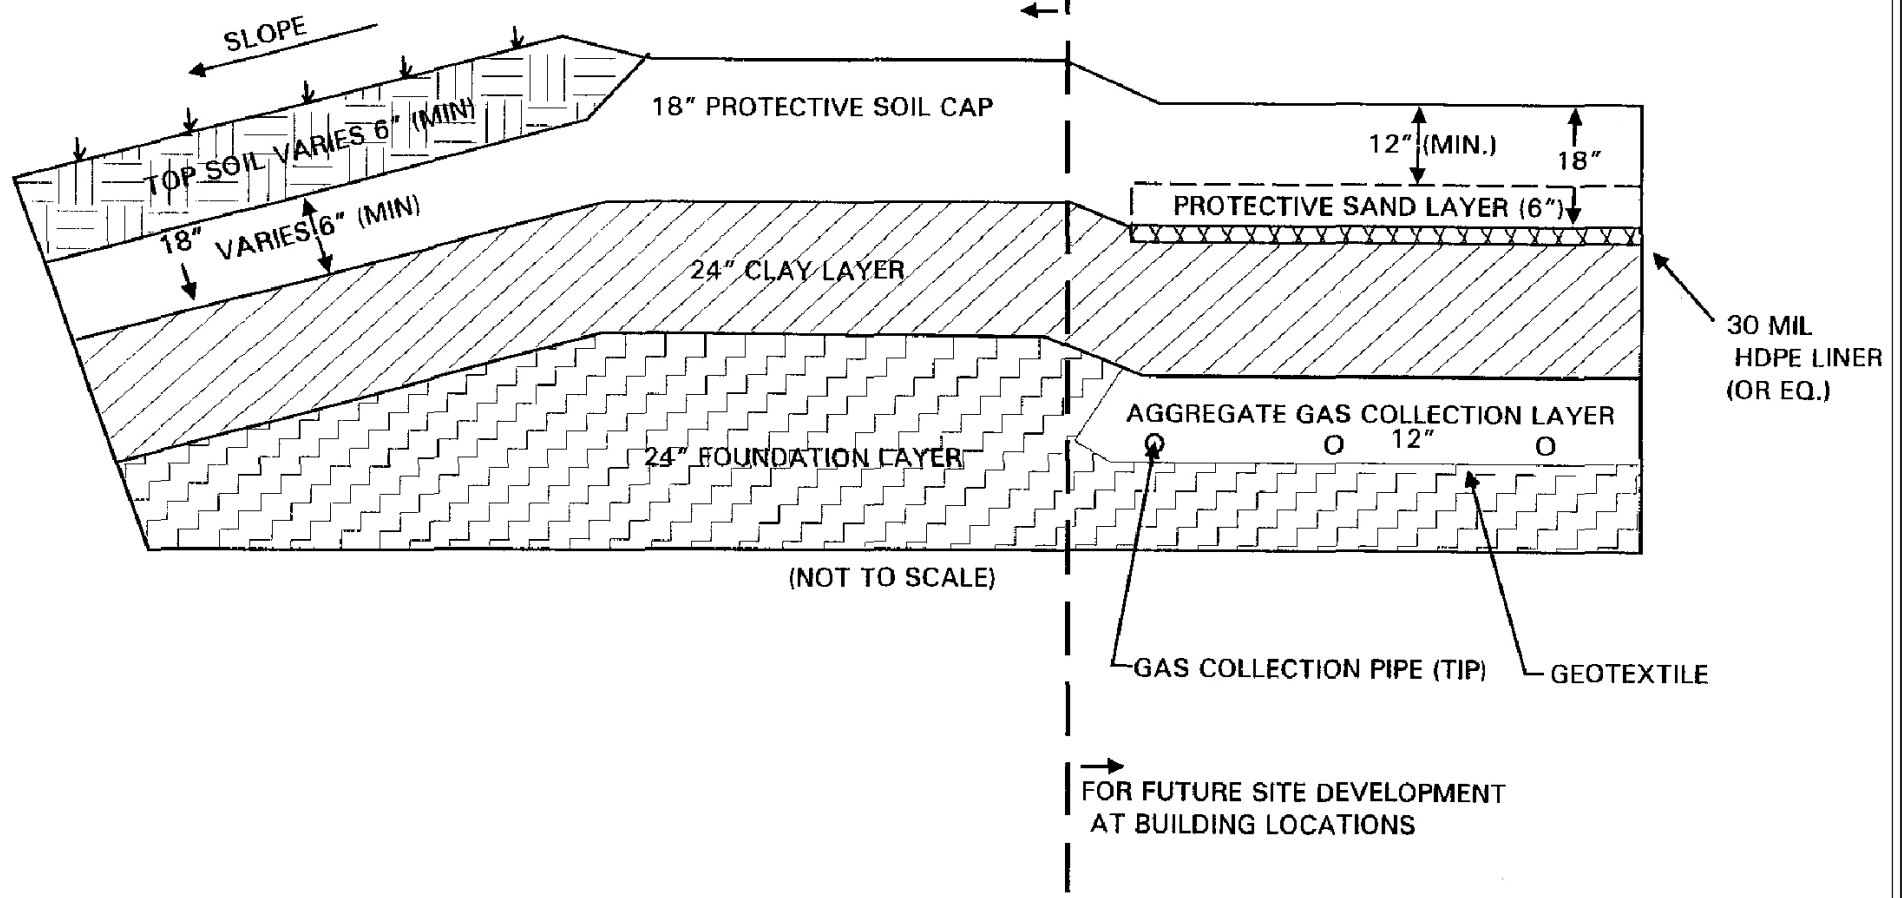 SLOPE
18" PROTECTIVE SOIL CAP
TOP SOIL VARIES 6" (MIN)
12" (MIN.)
18"
PROTECTIVE SAND LAYER (6")
18"
VARIES 6" (MIN)
24" CLAY LAYER
30 MIL
HDPE LINER
(OR EQ.)
AGGREGATE GAS COLLECTION LAYER
12"
24" FOUNDATION LAYER
(NOT TO SCALE)
GAS COLLECTION PIPE (TIP)
GEOTEXTILE
FOR FUTURE SITE DEVELOPMENT
AT BUILDING LOCATIONS